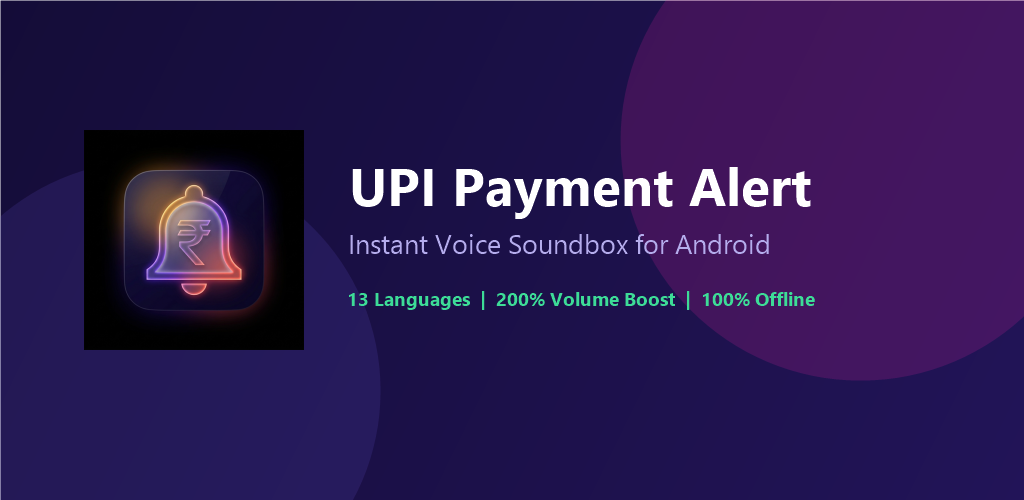 ₹
UPI Payment Alert
Instant Voice Soundbox for Android
13 Languages | 200% Volume Boost | 100% Offline